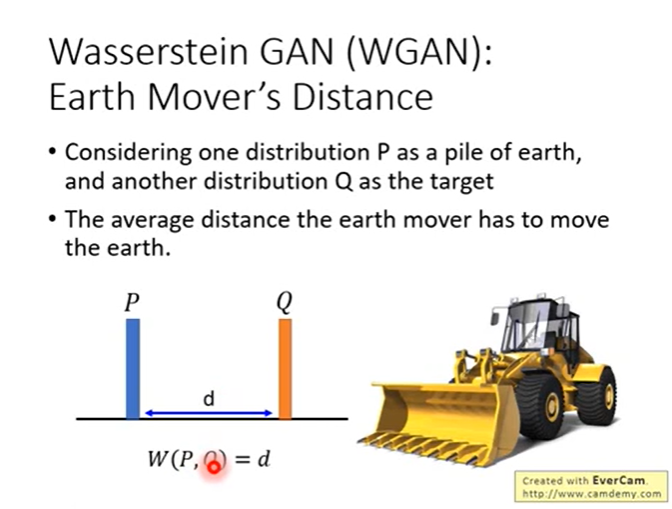 Wasserstein GAN (WGAN):
Earth Mover's Distance
• Considering one distribution P as a pile of earth,
and another distribution Q as the target
• The average distance the earth mover has to move
the earth.
P
Q
d
W(P, Q) = d
Created with EverCam.
http://www.camdemy.com